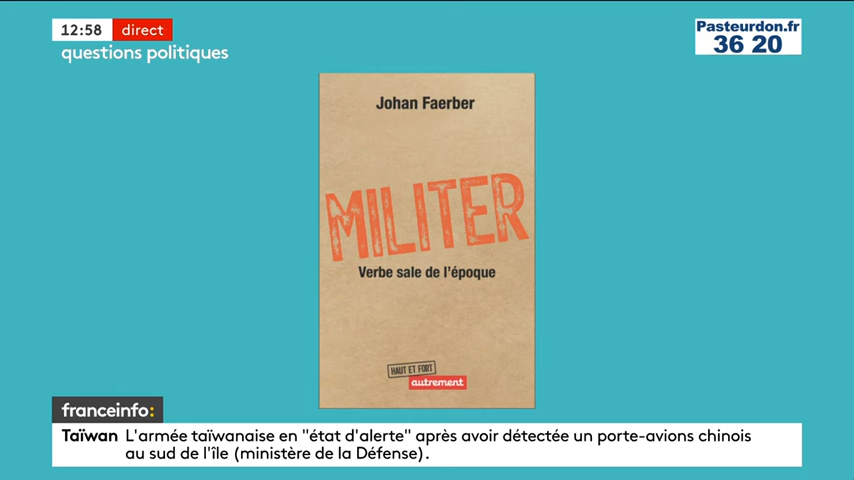 12:58 direct
questions politiques
Pasteurdon.fr
36 20
Johan Faerber
MILITER
Verbe sale de l'époque
HAUT ET FORT
autrement
franceinfo:
Taïwan L'armée taïwanaise en "état d'alerte" après avoir détectée un porte-avions chinois
au sud de l'île (ministère de la Défense).